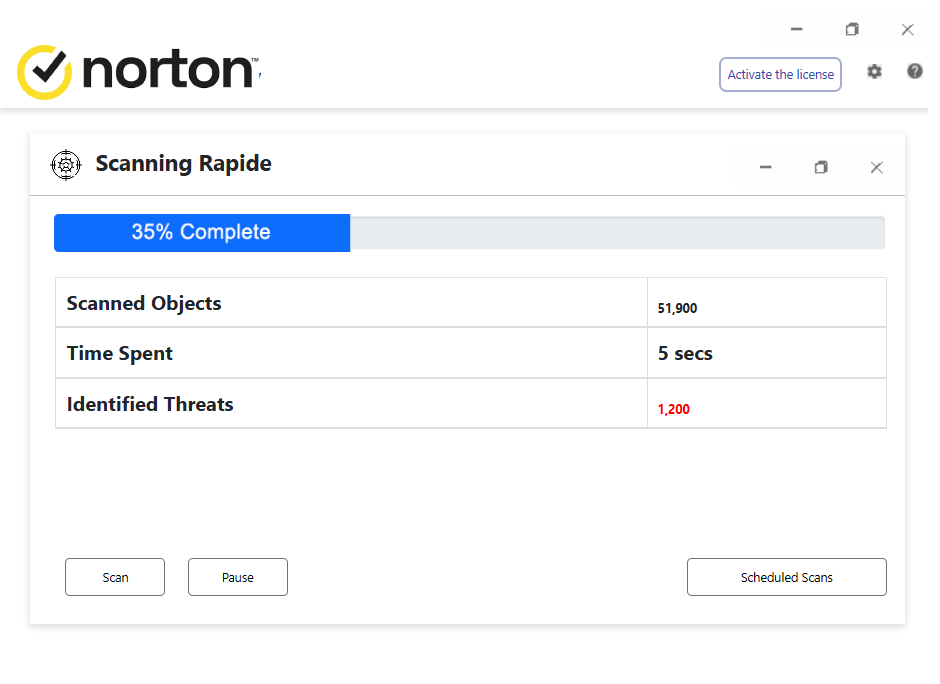 norton™,
Activate the license
Scanning Rapide
35% Complete
Scanned Objects 51,900
Time Spent 5 secs
Identified Threats 1,200
Scan Pause Scheduled Scans